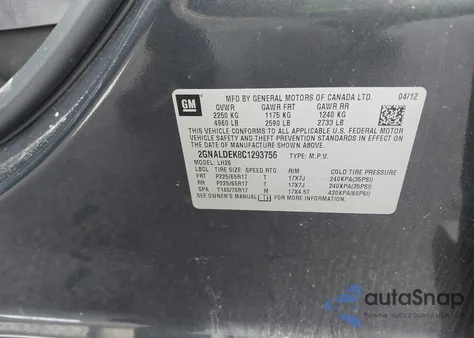 GM
MFD BY GENERAL MOTORS OF CANADA LTD. 04/12
GVWR GAWR FRT GAWR RR
2250 KG 1175 KG 1240 KG
4960 LB 2590 LB 2733 LB
THIS VEHICLE CONFORMS TO ALL APPLICABLE U.S. FEDERAL MOTOR
VEHICLE SAFETY AND THEFT PREVENTION STANDARDS IN
EFFECT ON THE DATE OF MANUFACTURE SHOWN ABOVE.
2GNALDEK8C1293756 TYPE: M.P.V.
MODEL: LH26
LBCL TIRE SIZE SPEED RTG RIM COLD TIRE PRESSURE
FRT P225/65R17 T 17X7J 240KPA(35PSI)
RR P225/65R17 T 17X7J 240KPA(35PSI)
SPA T145/70R17 M 17X4.5T 420KPA(60PSI)
SEE OWNER'S MANUAL FOR MORE INFORMATION.
autoSnap